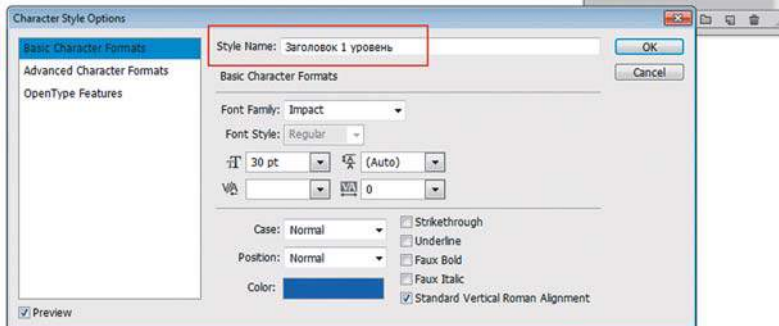 Character Style Options
Basic Character Formats
Advanced Character Formats
OpenType Features
Style Name: Заголовок 1 уровень
OK
Cancel
Basic Character Formats
Font Family: Impact
Font Style: Regular
30 pt (Auto)
0
Case: Normal
Position: Normal
Color:
Strikethrough
Underline
Faux Bold
Faux Italic
Standard Vertical Roman Alignment
Preview